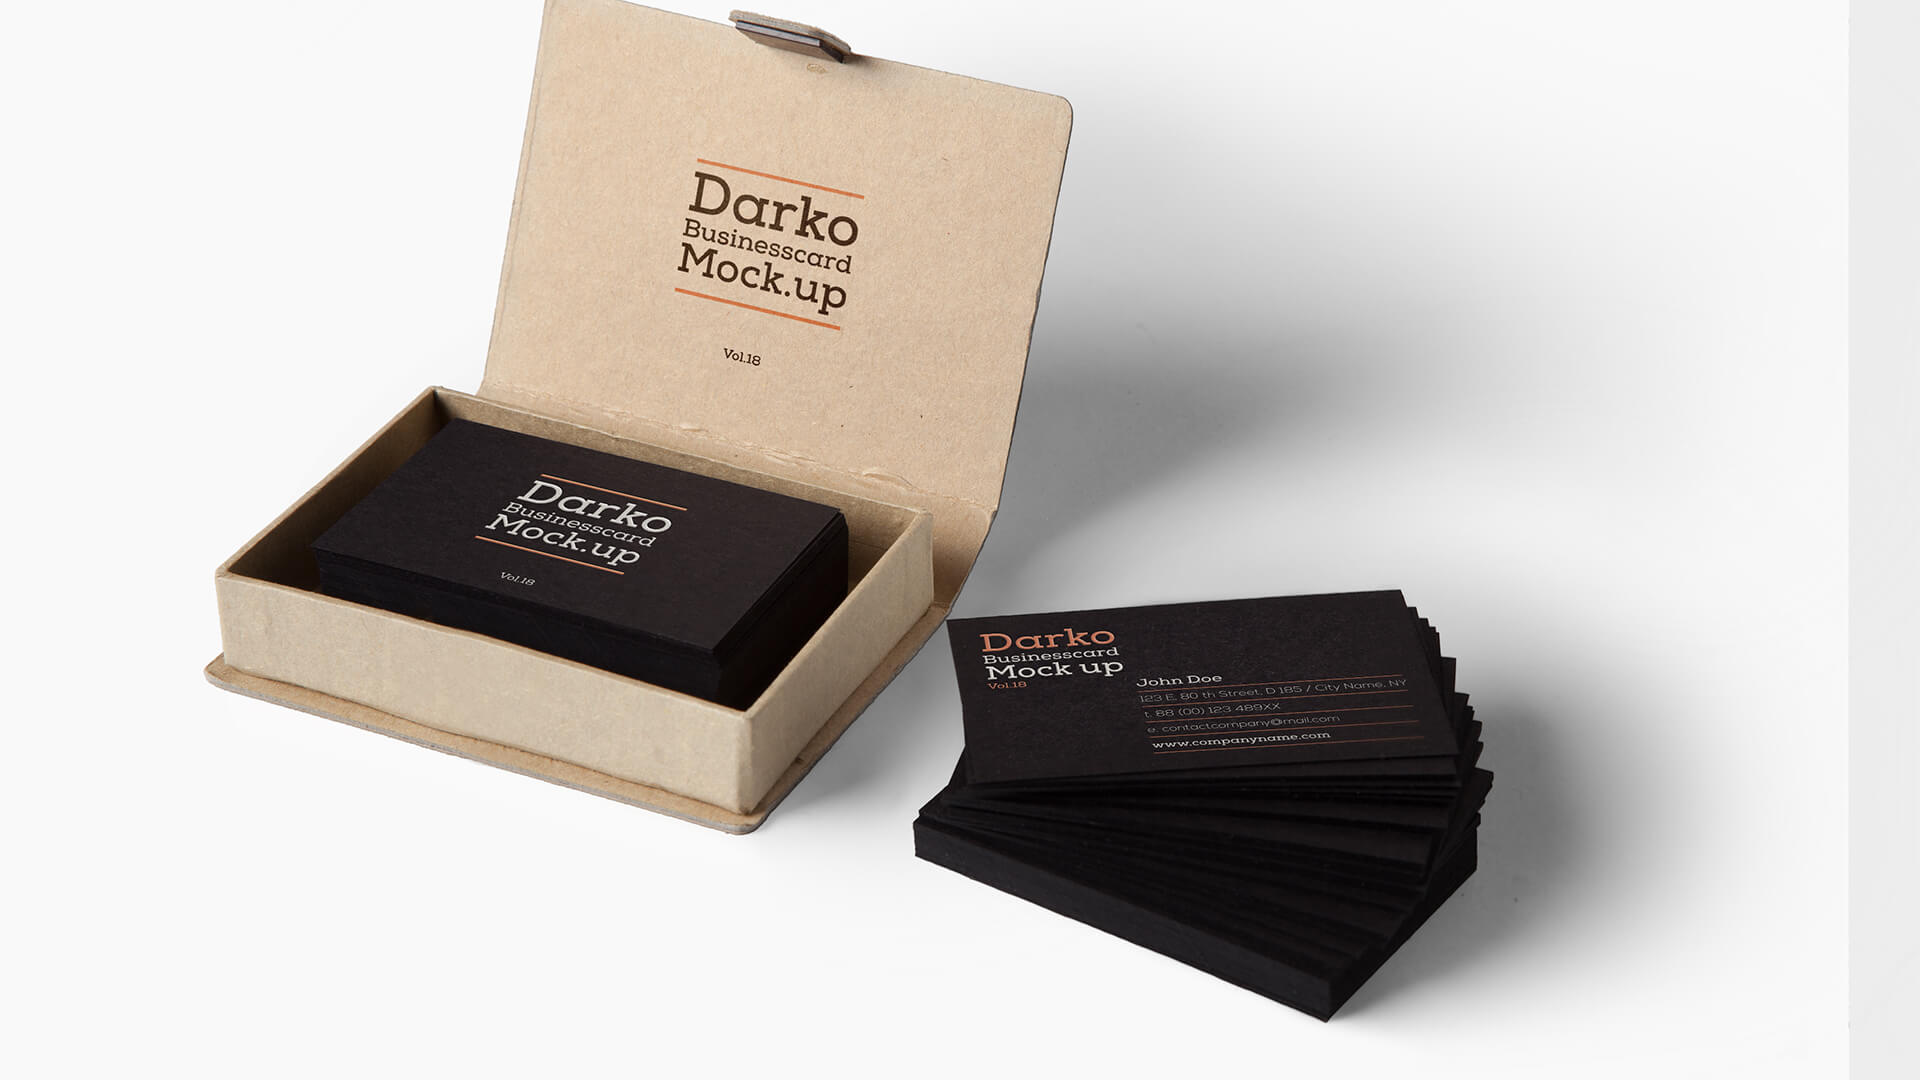 Darko
Businesscard
Mock.up
Vol.18
Darko
Businesscard
Mock.up
Vol.18
Darko
Businesscard
Mock up
Vol.18
John Doe
123 E. 80 th Street, D 185 / City Name, NY
t. 88 (00) 123 489XX
e. contactcompany@mail.com
www.companyname.com